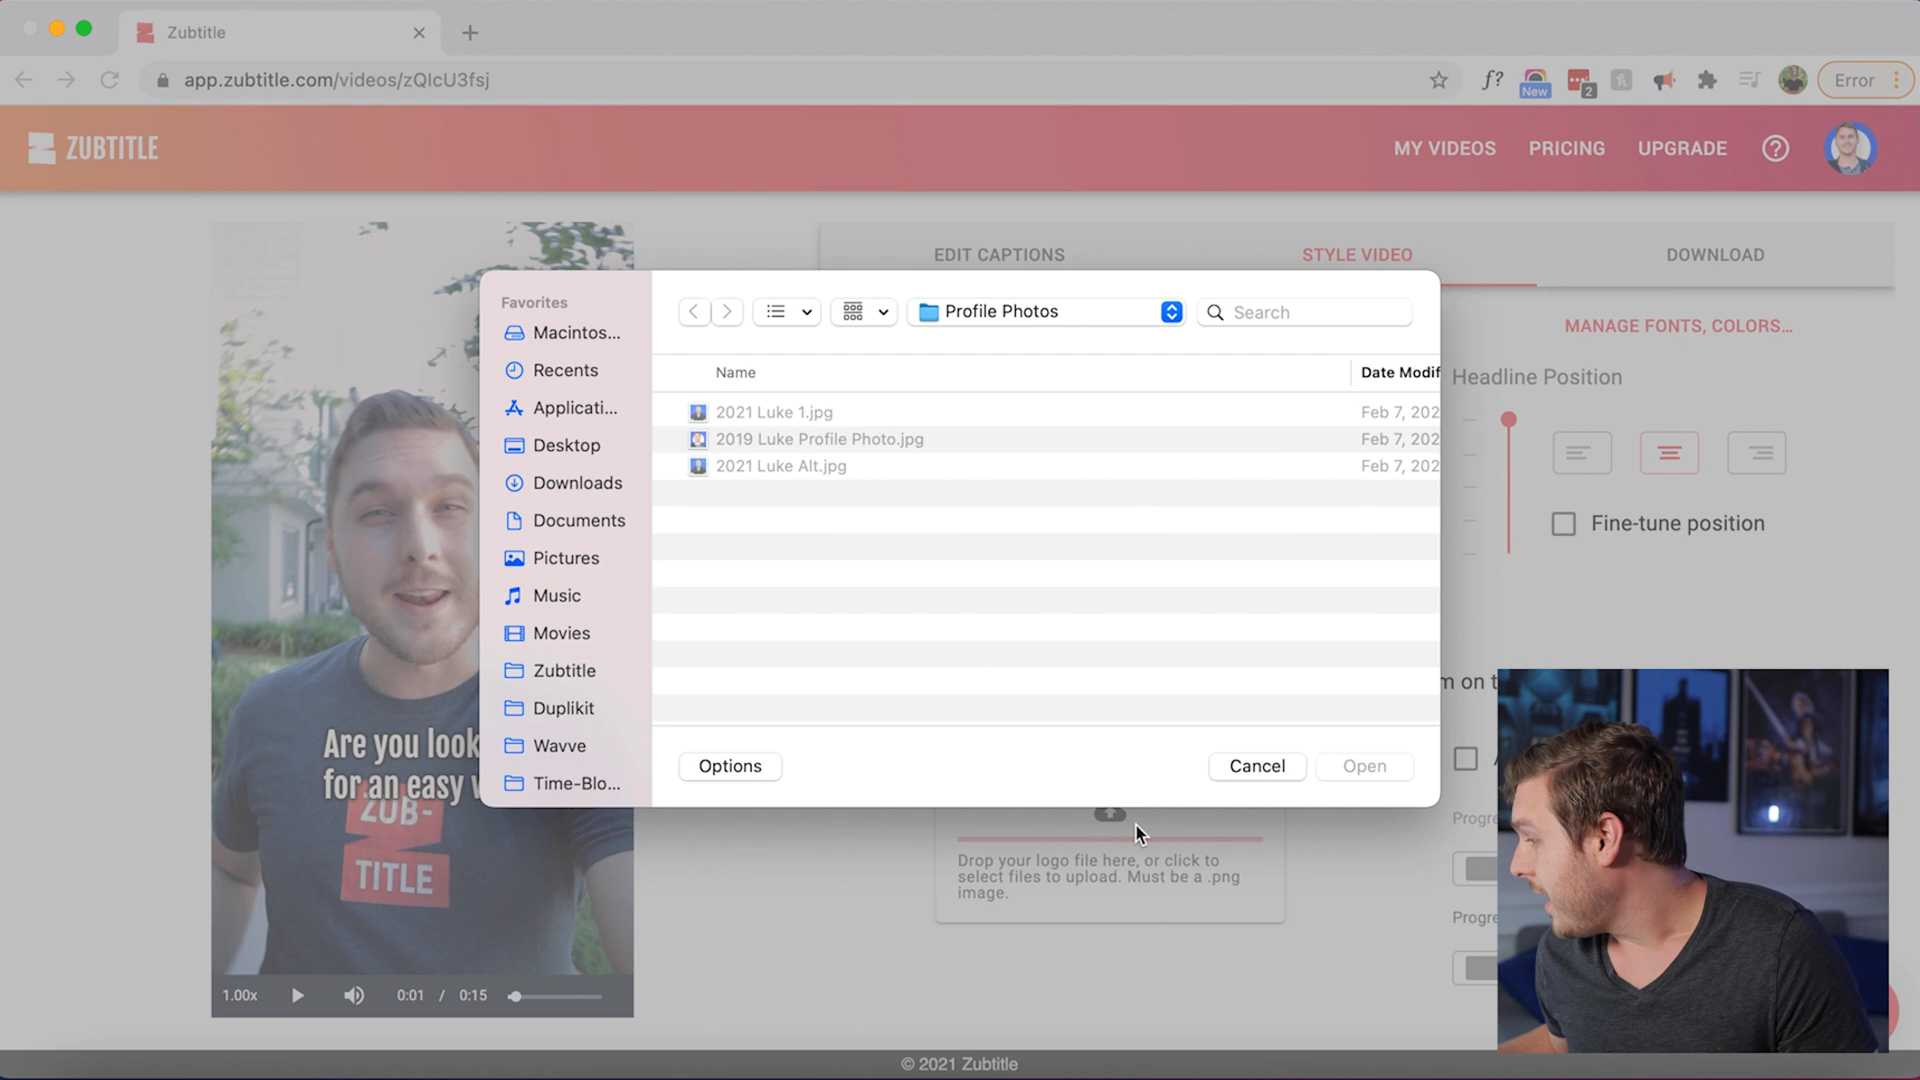 Zubtitle
app.zubtitle.com/videos/zQIcU3fsj
f?
New
2
Error
ZUBTITLE
MY VIDEOS
PRICING
UPGRADE
?
EDIT CAPTIONS
STYLE VIDEO
DOWNLOAD
MANAGE FONTS, COLORS...
Headline Position
Fine-tune position
Favorites
Macintos...
Recents
Applicati...
Desktop
Downloads
Documents
Pictures
Music
Movies
Zubtitle
Duplikit
Wavve
Time-Blo...
Profile Photos
Search
Name
Date Modif
2021 Luke 1.jpg
Feb 7, 202
2019 Luke Profile Photo.jpg
Feb 7, 202
2021 Luke Alt.jpg
Feb 7, 202
Options
Cancel
Open
Are you look
for an easy w
ZUB-
TITLE
1.00x
0:01 / 0:15
Drop your logo file here, or click to
select files to upload. Must be a .png
image.
m on t
Progre
Progre
© 2021 Zubtitle